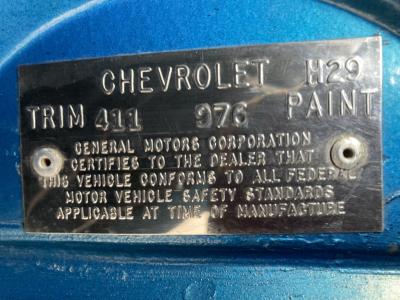 CHEVROLET H29
TRIM 411 976 PAINT
GENERAL MOTORS CORPORATION
CERTIFIES TO THE DEALER THAT
THIS VEHICLE CONFORMS TO ALL FEDERAL
MOTOR VEHICLE SAFETY STANDARDS
APPLICABLE AT TIME OF MANUFACTURE